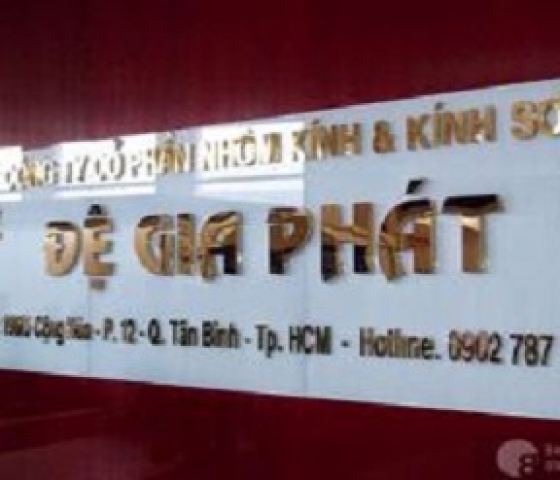 CÔNG TY CỔ PHẦN NHÔM KÍNH & KÍNH
ĐỆ GIA PHÁT
Cộng Hòa - P. 12 - Q. Tân Bình - Tp. HCM - Hotline. 0902 787